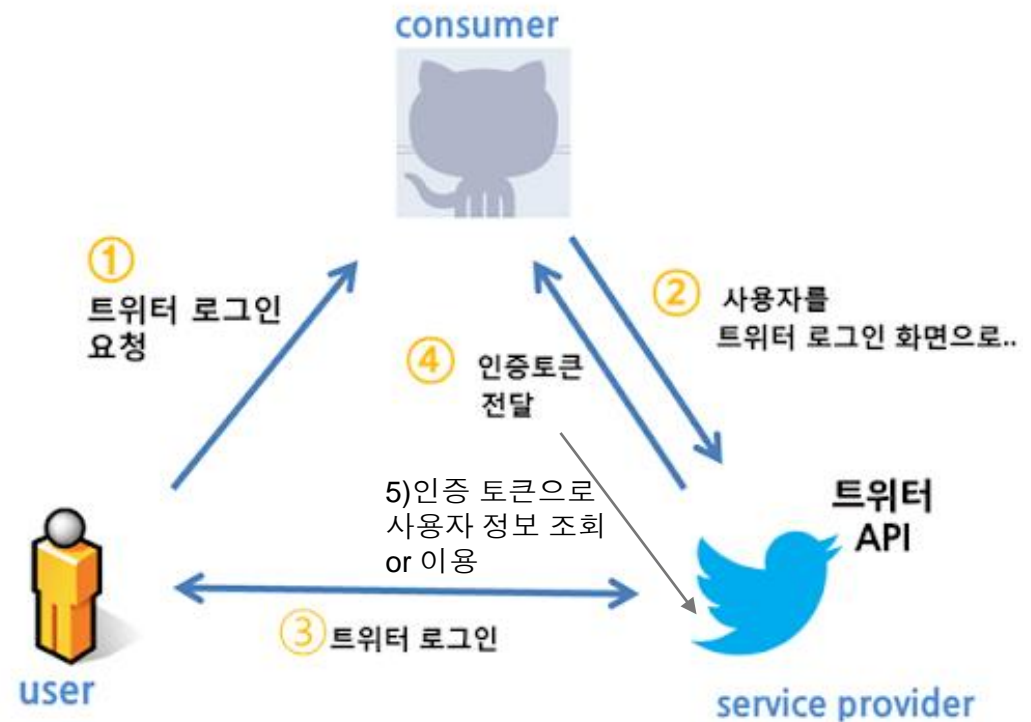 consumer
①
트위터 로그인
요청
② 사용자를
트위터 로그인 화면으로..
④ 인증토큰
전달
5)인증 토큰으로
사용자 정보 조회
or 이용
트위터
API
③ 트위터 로그인
user
service provider